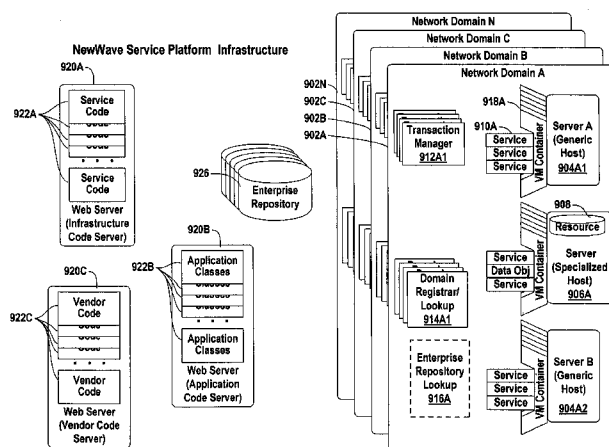 Network Domain N
Network Domain C
Network Domain B
Network Domain A
NewWave Service Platform Infrastructure
920A
922A
Service
Code
Service
Code
Web Server
(Infrastructure
Code Server)
926
Enterprise
Repository
920B
922B
Application
Classes
Application
Classes
Web Server
(Application
Code Server)
920C
922C
Vendor
Code
Vendor
Code
Web Server
(Vendor Code
Server)
902N
902C
902B
902A
Transaction
Manager
912A1
Domain
Registrar/
Lookup
914A1
Enterprise
Repository
Lookup
916A
918A
910A
Service
Service
Service
VM Container
Server A
(Generic
Host)
904A1
908
Resource
Service
Data Obj
Service
VM Container
Server
(Specialized
Host)
906A
Service
Service
Service
VM Container
Server B
(Generic
Host)
904A2